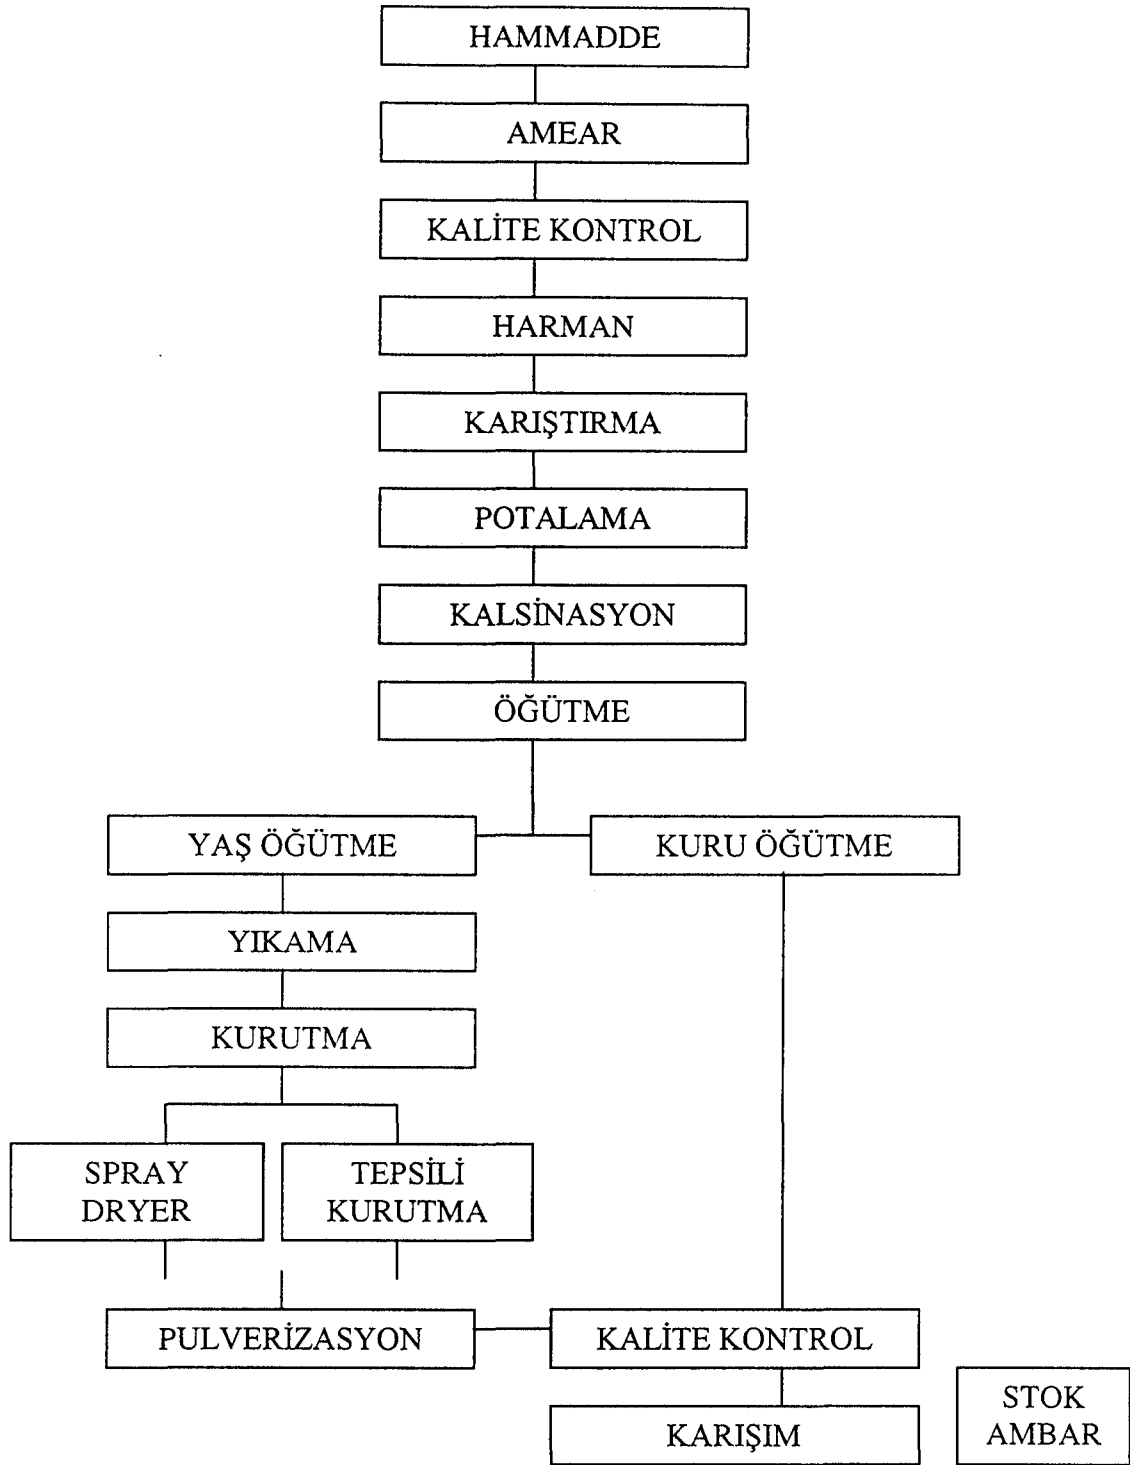 HAMMADDE
AMEAR
KALİTE KONTROL
HARMAN
KARIŞTIRMA
POTALAMA
KALSİNASYON
ÖĞÜTME
YAŞ ÖĞÜTME
KURU ÖĞÜTME
YIKAMA
KURUTMA
SPRAY
DRYER
TEPSİLİ
KURUTMA
PULVERİZASYON
KALİTE KONTROL
KARIŞIM
STOK
AMBAR